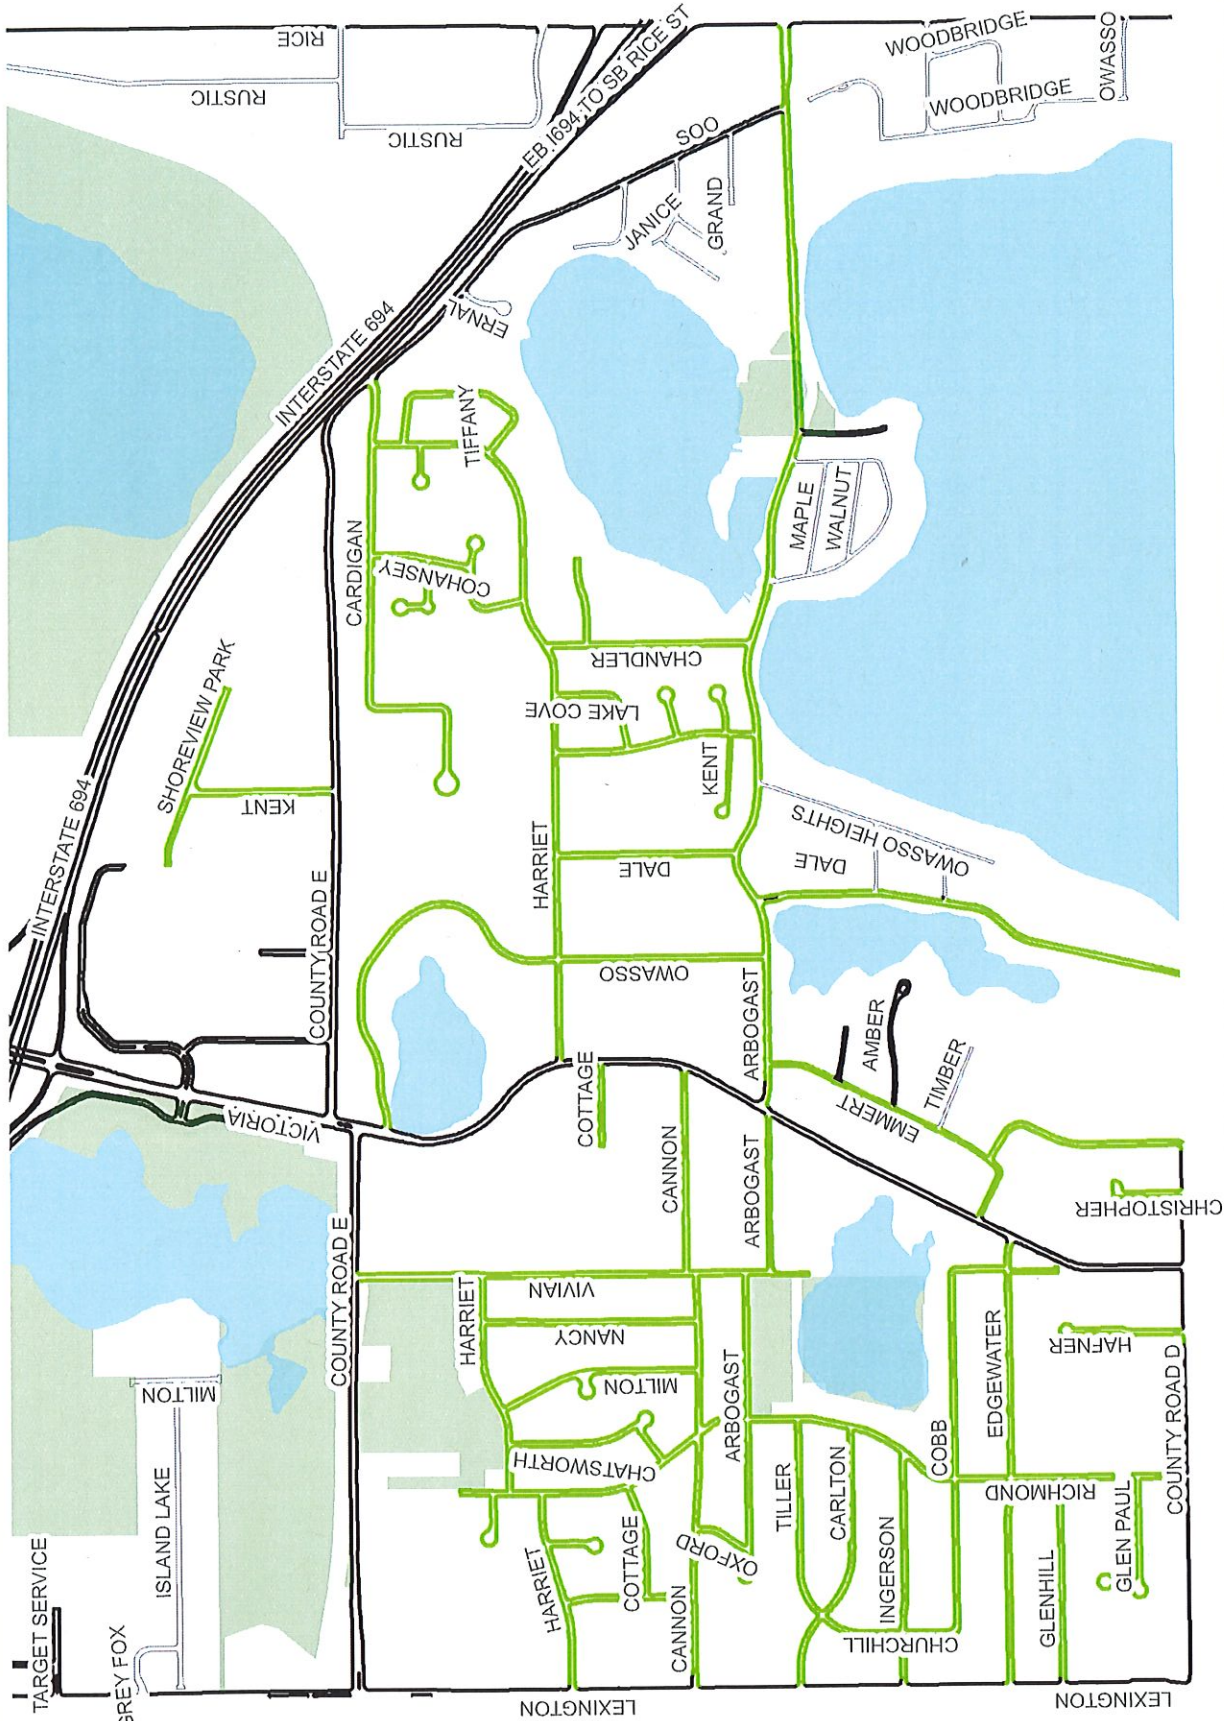 RICE
RUSTIC
RUSTIC
EB I694 TO SB RICE ST
WOODBRIDGE
WOODBRIDGE
OWASSO
SOO
JANICE
GRAND
ERNAL
INTERSTATE 694
TIFFANY
CARDIGAN
COHANSEY
MAPLE
WALNUT
SHOREVIEW PARK
CHANDLER
LAKE COVE
KENT
KENT
OWASSO HEIGHTS
INTERSTATE 694
HARRIET
DALE
DALE
COUNTY ROAD E
OWASSO
ARBOGAST
AMBER
TIMBER
VICTORIA
COTTAGE
EMMERT
CANNON
ARBOGAST
CHRISTOPHER
COUNTY ROAD E
HARRIET
VIVIAN
NANCY
MILTON
MILTON
ARBOGAST
EDGEWATER
HAFNER
COBB
CHATSWORTH
TILLER
CARLTON
RICHMOND
COUNTY ROAD D
ISLAND LAKE
HARRIET
COTTAGE
OXFORD
INGERSON
GLEN PAUL
TARGET SERVICE
GREY FOX
CANNON
CHURCHILL
GLENHILL
LEXINGTON
LEXINGTON